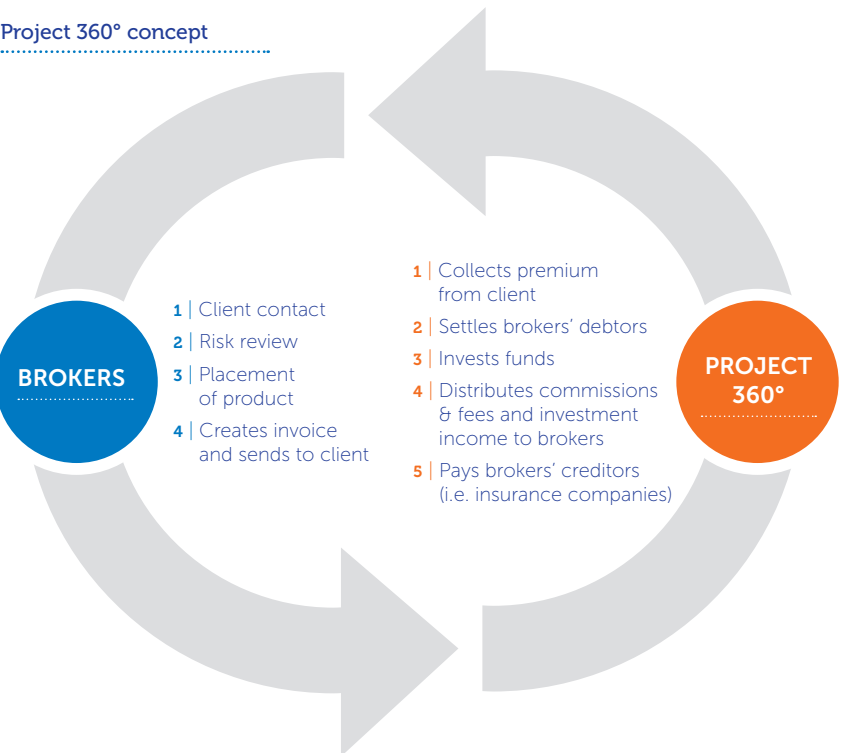 Project 360° concept
BROKERS
1 | Client contact
2 | Risk review
3 | Placement
of product
4 | Creates invoice
and sends to client
1 | Collects premium
from client
2 | Settles brokers' debtors
3 | Invests funds
4 | Distributes commissions
& fees and investment
income to brokers
5 | Pays brokers' creditors
(i.e. insurance companies)
PROJECT
360°